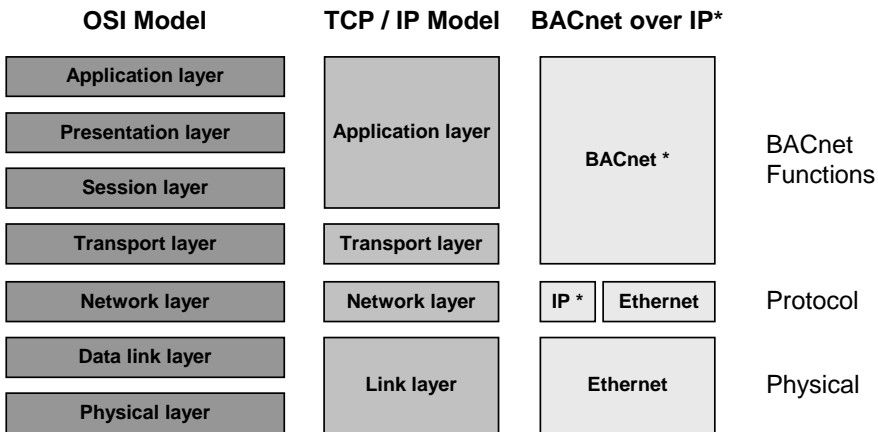 OSI Model
TCP / IP Model
BACnet over IP*
Application layer
Presentation layer
Session layer
Transport layer
Network layer
Data link layer
Physical layer
Application layer
Transport layer
Network layer
Link layer
BACnet *
IP *
Ethernet
Ethernet
BACnet
Functions
Protocol
Physical